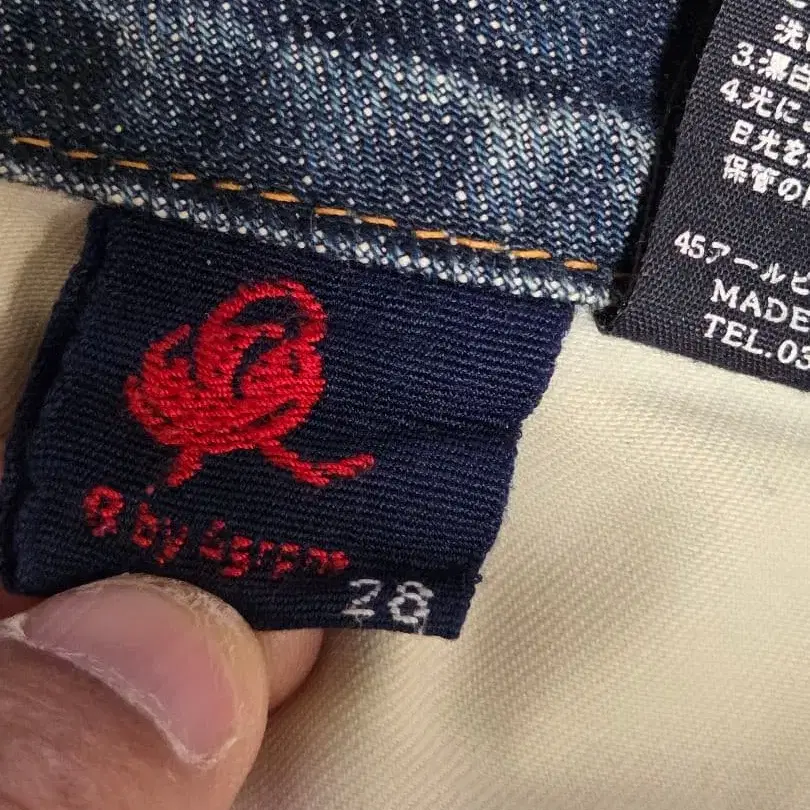 R by 45rpm
28
洗
3.漂白
4.光に
日光を
保管の
45アールピ
MADE
TEL.03